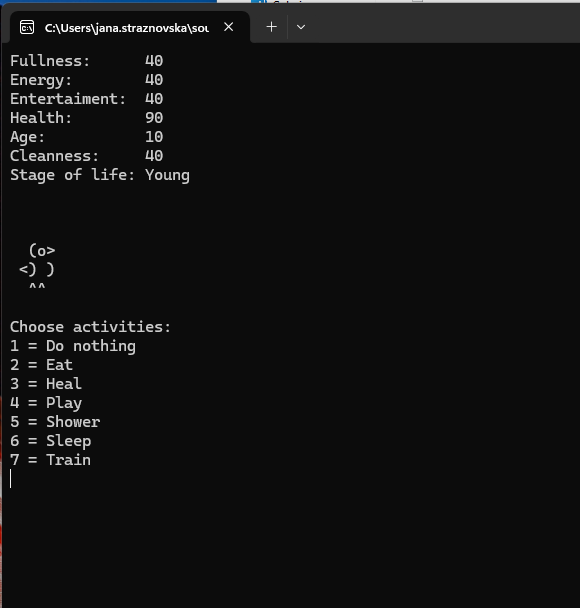 C:\Users\jana.straznovska\sou
Fullness: 40
Energy: 40
Entertaiment: 40
Health: 90
Age: 10
Cleanness: 40
Stage of life: Young
(o>
<) )
^^
Choose activities:
1 = Do nothing
2 = Eat
3 = Heal
4 = Play
5 = Shower
6 = Sleep
7 = Train